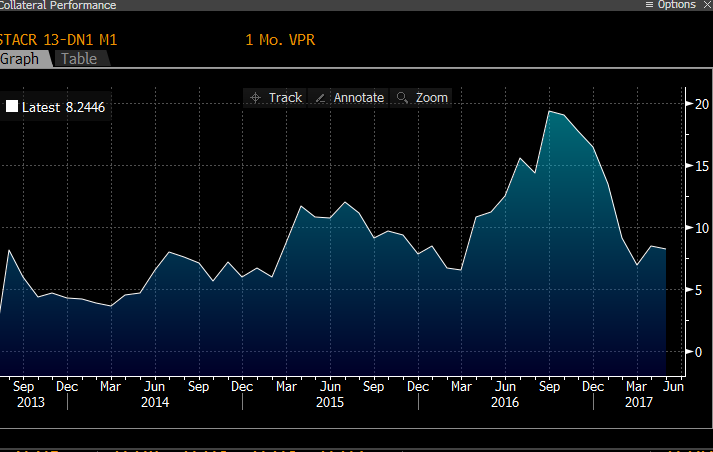 Collateral Performance ≡ Options ×
STACR 13-DN1 M1 1 Mo. VPR
Graph Table
Track Annotate Zoom
Latest 8.2446
20
15
10
5
0
Sep Dec Mar Jun Sep Dec Mar Jun Sep Dec Mar Jun Sep Dec Mar Jun
2013 2014 2015 2016 2017